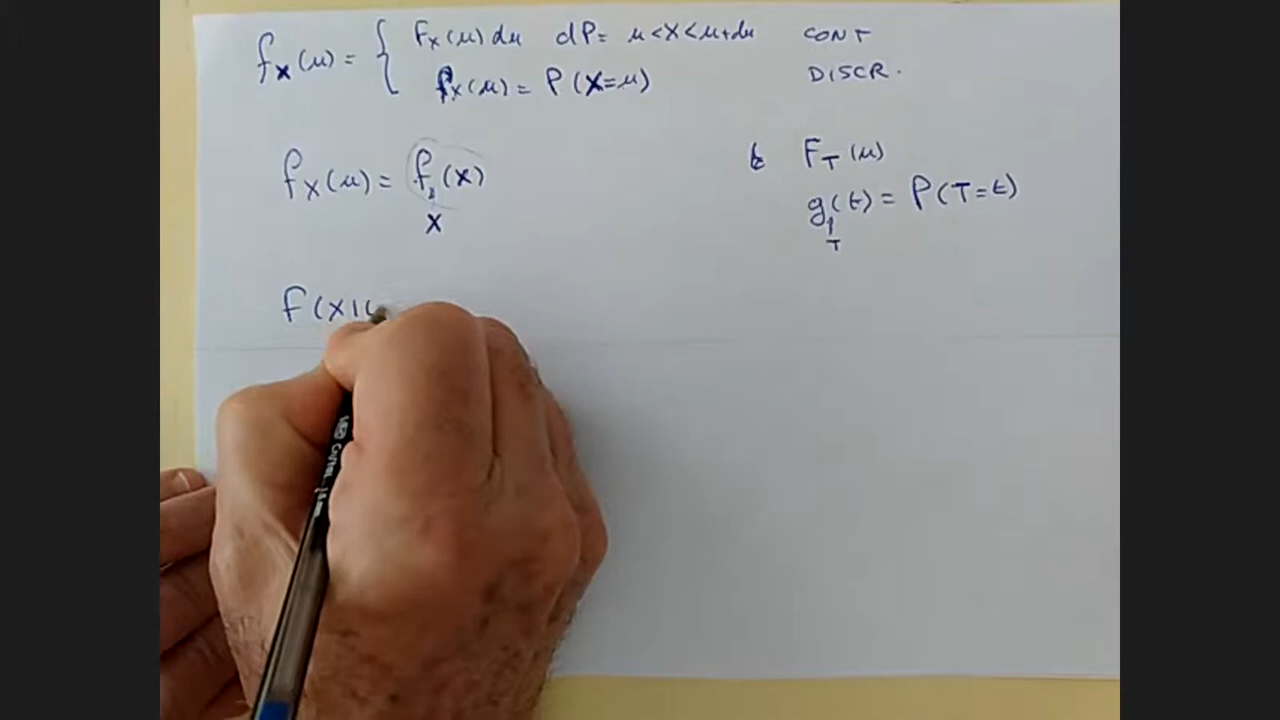 fx(u) = { Fx(u) du dP = u<X<u+du CONT
fx(u) = P(X=u) DISCR.
fx(u) = f(x) t FT(u)
X g(t) = P(T=t)
T
f(x|